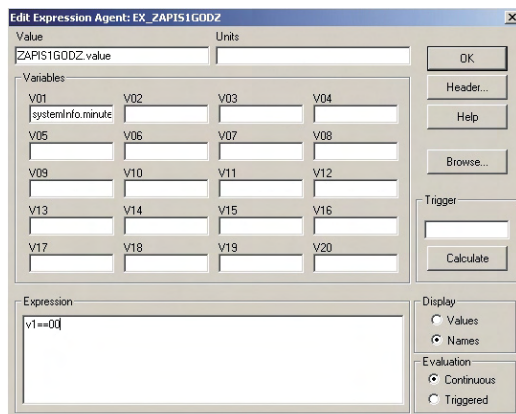 Edit Expression Agent: EX_ZAPIS1GODZ
Value Units
ZAPIS1GODZ.value
OK
Variables
Header...
V01 V02 V03 V04
systemInfo.minute
Help
V05 V06 V07 V08
Browse...
V09 V10 V11 V12
Trigger
V13 V14 V15 V16
V17 V18 V19 V20
Calculate
Expression
v1==00
Display
Values
Names
Evaluation
Continuous
Triggered